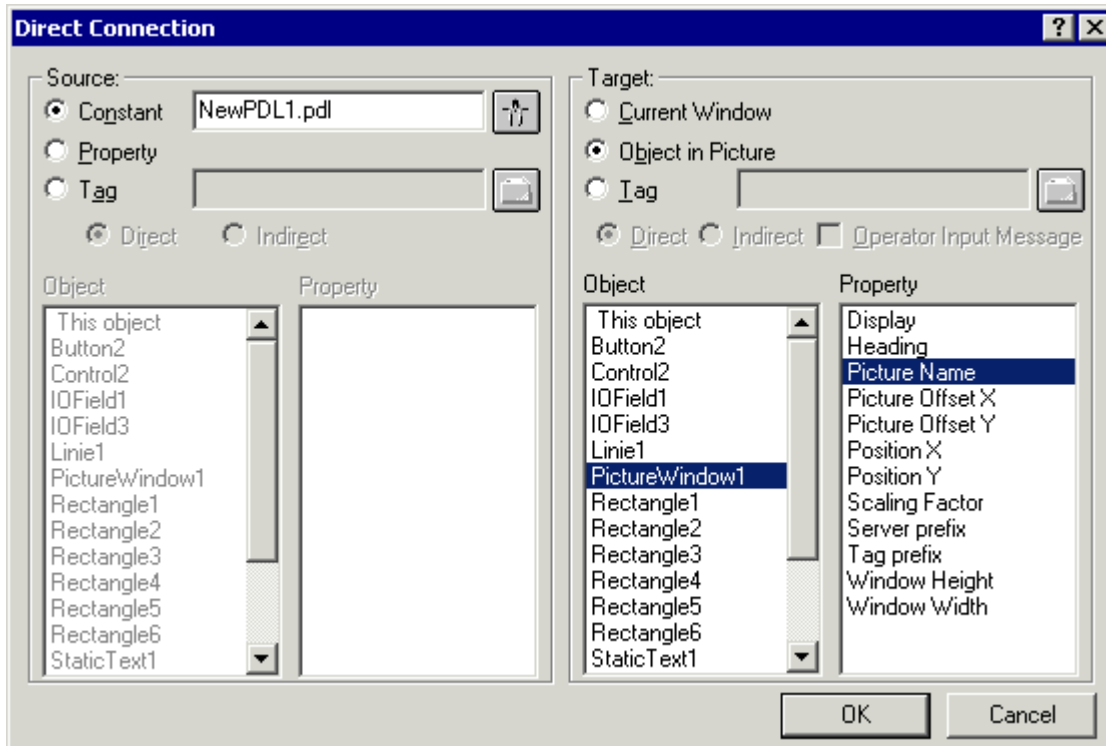 Direct Connection
Source:
Constant NewPDL1.pdl
Property
Tag
Direct Indirect
Object Property
This object
Button2
Control2
IOField1
IOField3
Linie1
PictureWindow1
Rectangle1
Rectangle2
Rectangle3
Rectangle4
Rectangle5
Rectangle6
StaticText1
Target:
Current Window
Object in Picture
Tag
Direct Indirect Operator Input Message
Object Property
This object Display
Button2 Heading
Control2 Picture Name
IOField1 Picture Offset X
IOField3 Picture Offset Y
Linie1 Position X
PictureWindow1 Position Y
Rectangle1 Scaling Factor
Rectangle2 Server prefix
Rectangle3 Tag prefix
Rectangle4 Window Height
Rectangle5 Window Width
Rectangle6
StaticText1
OK Cancel